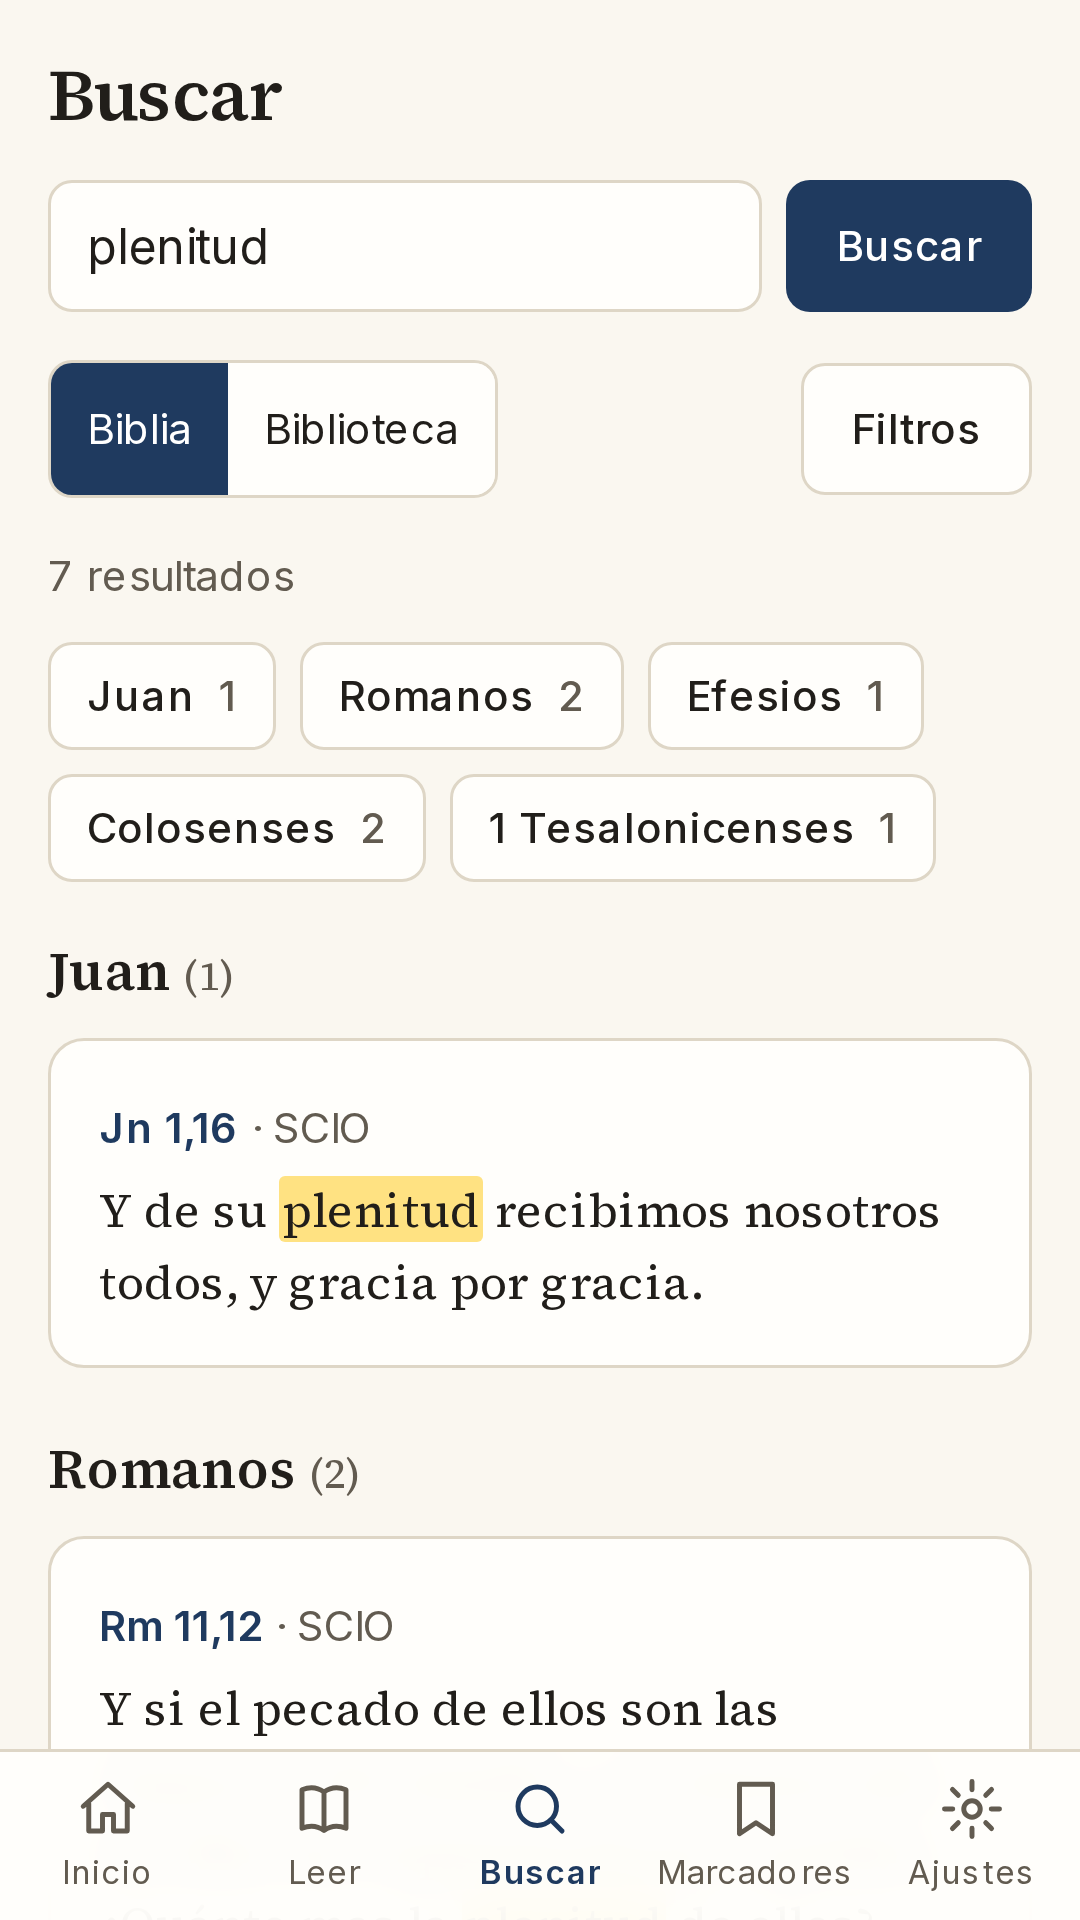 Buscar
plenitud
Buscar
Biblia
Biblioteca
Filtros
7 resultados
Juan 1
Romanos 2
Efesios 1
Colosenses 2
1 Tesalonicenses 1
Juan (1)
Jn 1,16 · SCIO
Y de su plenitud recibimos nosotros
todos, y gracia por gracia.
Romanos (2)
Rm 11,12 · SCIO
Y si el pecado de ellos son las
Inicio
Leer
Buscar
Marcadores
Ajustes